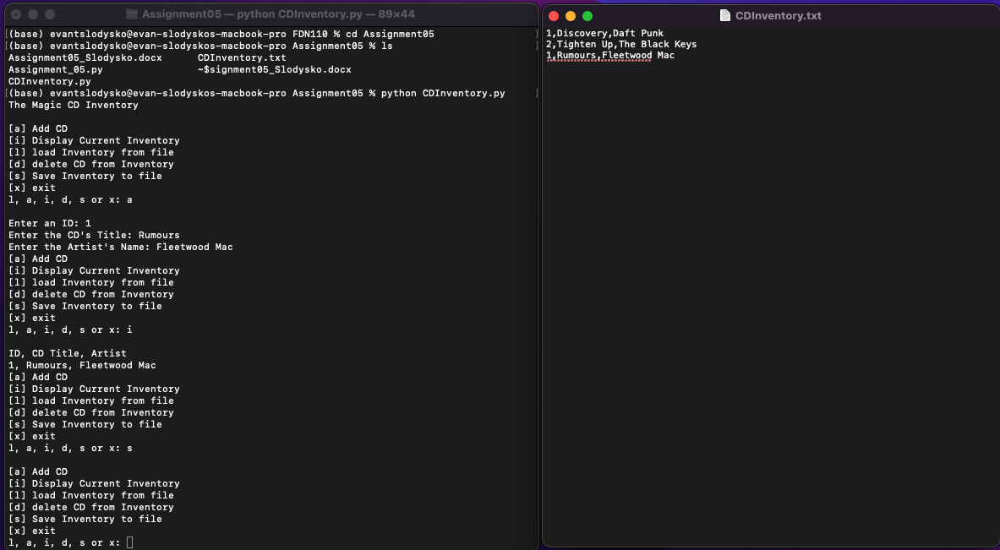 Assignment05 — python CDInventory.py — 89×44
[(base) evantslodysko@evan-slodyskos-macbook-pro FDN110 % cd Assignment05 ]
[(base) evantslodysko@evan-slodyskos-macbook-pro Assignment05 % ls ]
Assignment05_Slodysko.docx CDInventory.txt
Assignment_05.py ~$signment05_Slodysko.docx
CDInventory.py
[(base) evantslodysko@evan-slodyskos-macbook-pro Assignment05 % python CDInventory.py ]
The Magic CD Inventory
[a] Add CD
[i] Display Current Inventory
[l] load Inventory from file
[d] delete CD from Inventory
[s] Save Inventory to file
[x] exit
l, a, i, d, s or x: a
Enter an ID: 1
Enter the CD's Title: Rumours
Enter the Artist's Name: Fleetwood Mac
[a] Add CD
[i] Display Current Inventory
[l] load Inventory from file
[d] delete CD from Inventory
[s] Save Inventory to file
[x] exit
l, a, i, d, s or x: i
ID, CD Title, Artist
1, Rumours, Fleetwood Mac
[a] Add CD
[i] Display Current Inventory
[l] load Inventory from file
[d] delete CD from Inventory
[s] Save Inventory to file
[x] exit
l, a, i, d, s or x: s
[a] Add CD
[i] Display Current Inventory
[l] load Inventory from file
[d] delete CD from Inventory
[s] Save Inventory to file
[x] exit
l, a, i, d, s or x:
CDInventory.txt
1,Discovery,Daft Punk
2,Tighten Up,The Black Keys
1,Rumours,Fleetwood Mac